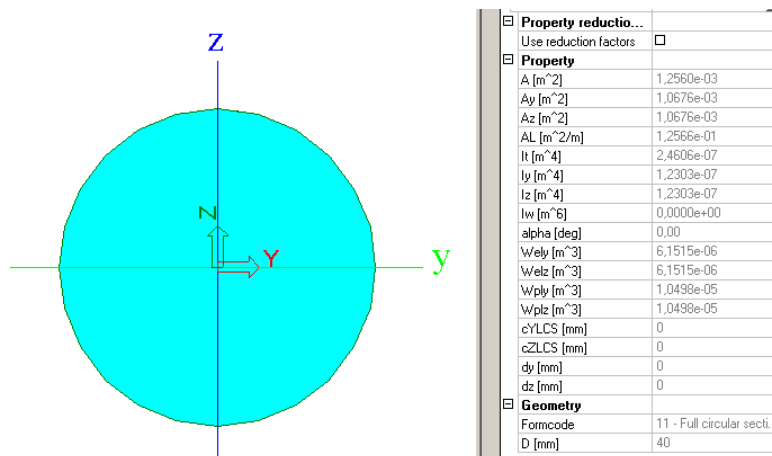 z
N
Y
y
Property reductio...
Use reduction factors
Property
A [m^2] 1,2560e-03
Ay [m^2] 1,0676e-03
Az [m^2] 1,0676e-03
AL [m^2/m] 1,2566e-01
It [m^4] 2,4606e-07
Iy [m^4] 1,2303e-07
Iz [m^4] 1,2303e-07
Iw [m^6] 0,0000e+00
alpha [deg] 0,00
Wely [m^3] 6,1515e-06
Welz [m^3] 6,1515e-06
Wply [m^3] 1,0498e-05
Wplz [m^3] 1,0498e-05
cYLCS [mm] 0
cZLCS [mm] 0
dy [mm] 0
dz [mm] 0
Geometry
Formcode 11 - Full circular secti.
D [mm] 40